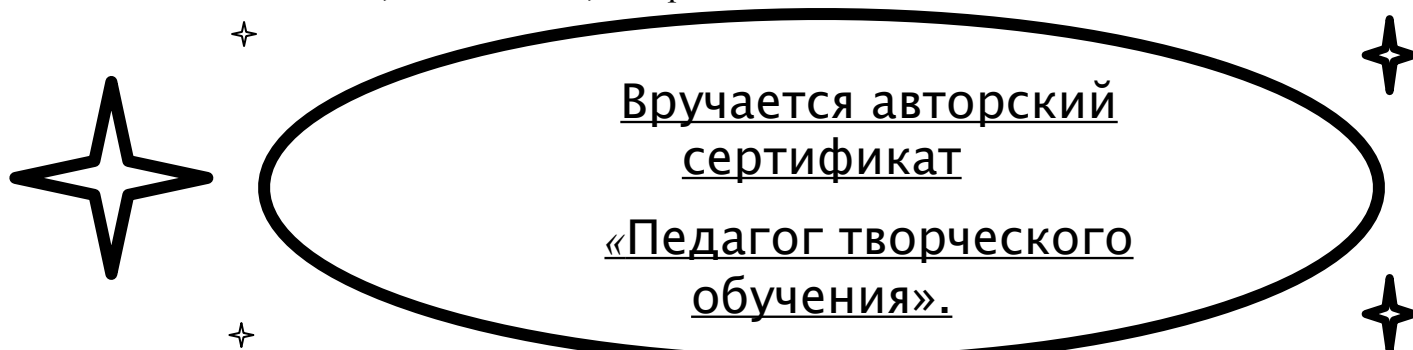 Вручается авторский
сертификат
«Педагог творческого
обучения».